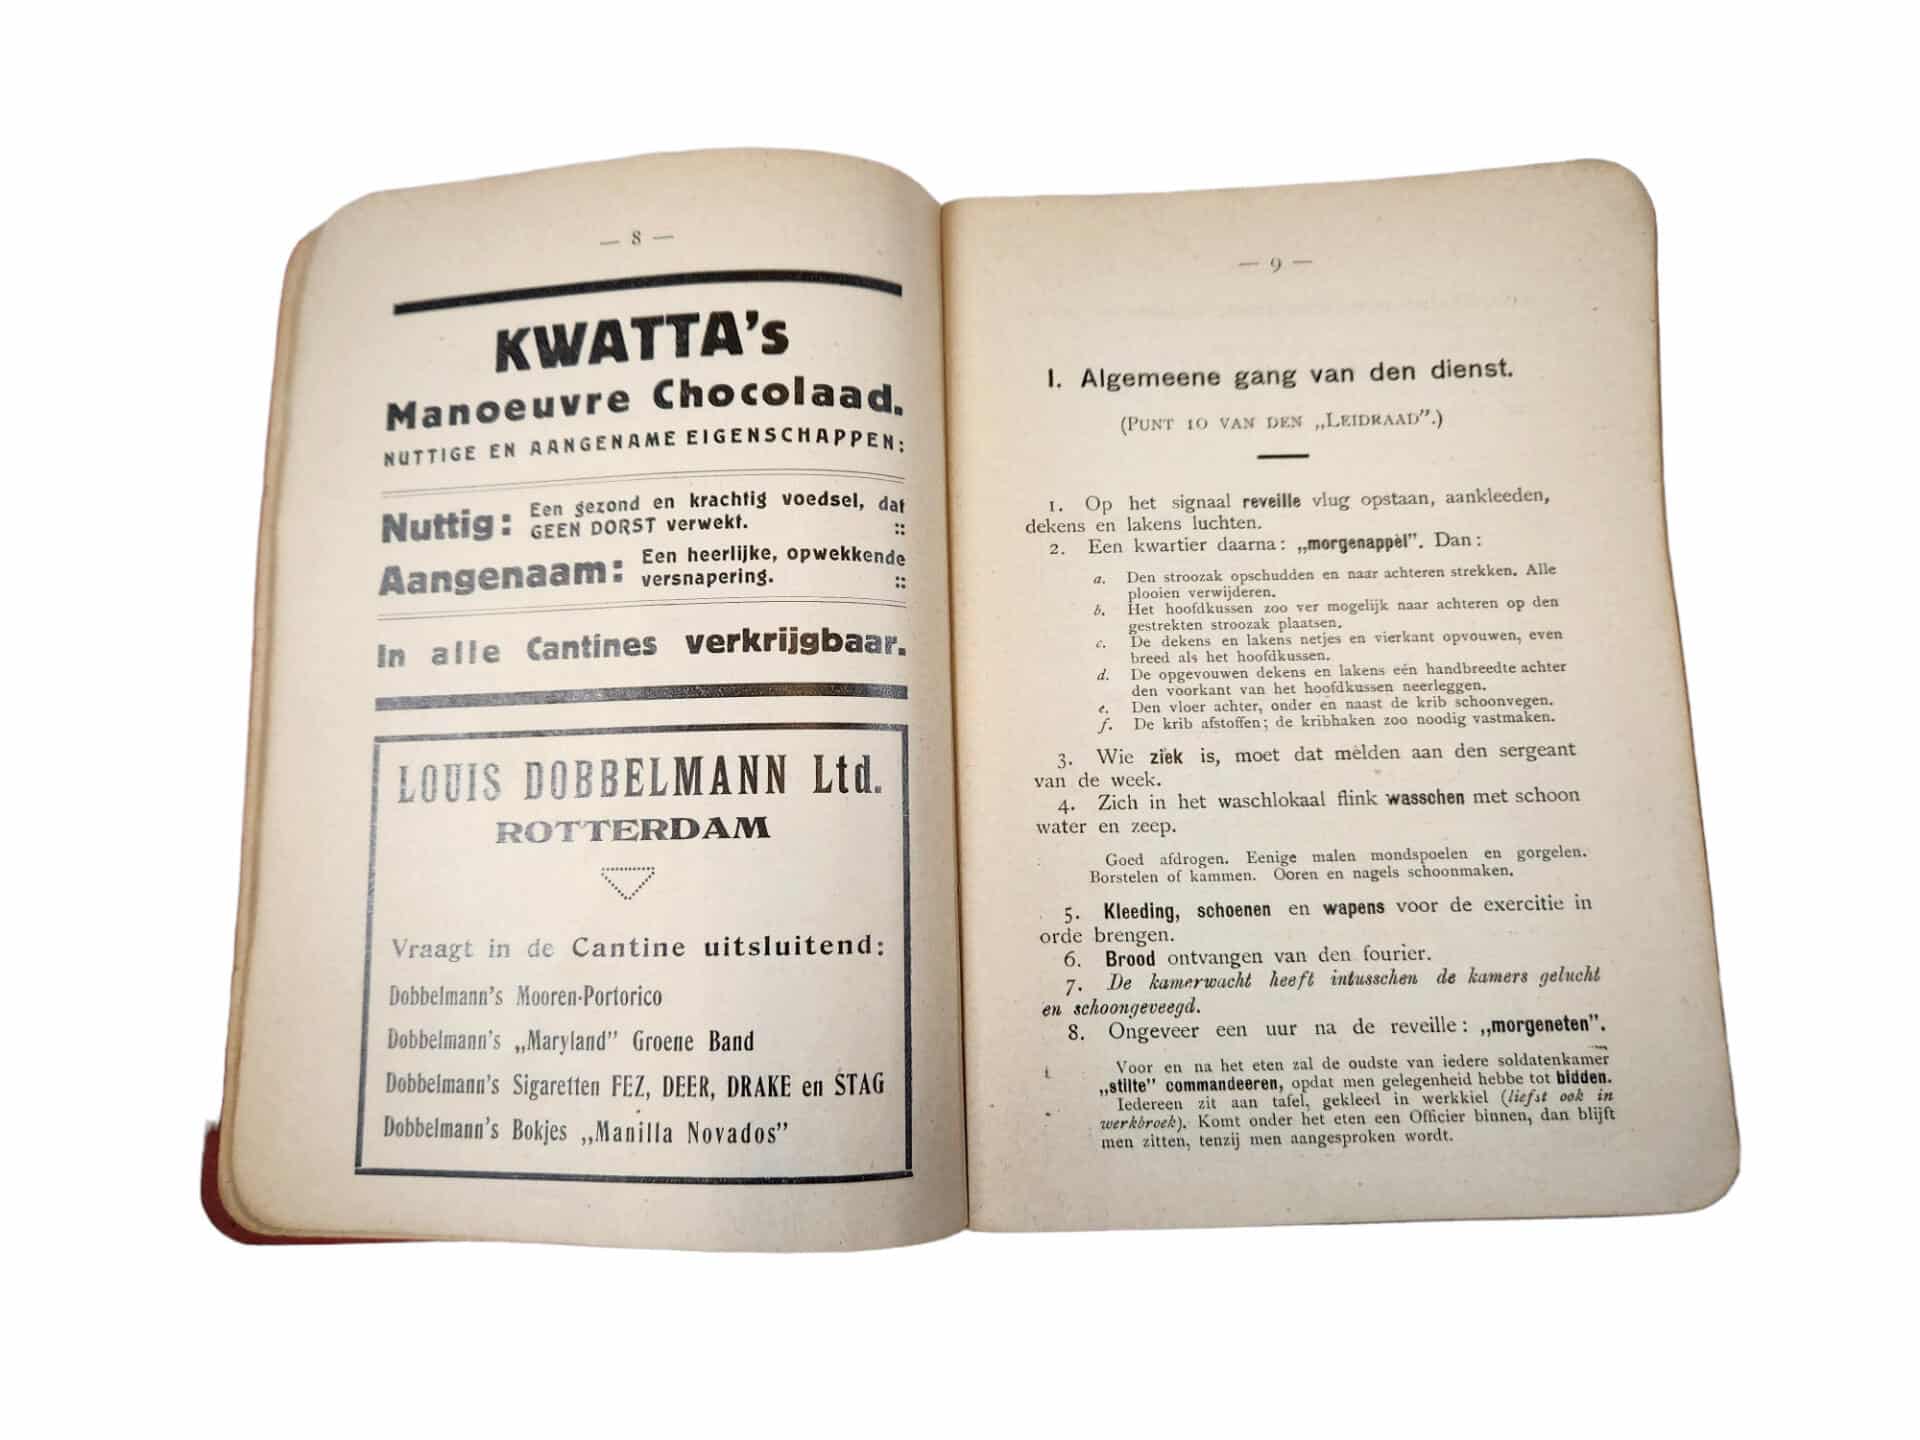 — 8 —
KWATTA's
Manoeuvre Chocolaad.
NUTTIGE EN AANGENAME EIGENSCHAPPEN:
Nuttig: Een gezond en krachtig voedsel, dat
GEEN DORST verwekt. ::
Aangenaam: Een heerlijke, opwekkende
versnapering. ::
In alle Cantines verkrijgbaar.
LOUIS DOBBELMANN Ltd.
ROTTERDAM
Vraagt in de Cantine uitsluitend:
Dobbelmann's Mooren-Portorico
Dobbelmann's „Maryland" Groene Band
Dobbelmann's Sigaretten FEZ, DEER, DRAKE en STAG
Dobbelmann's Bokjes „Manilla Novados"
— 9 —
I. Algemeene gang van den dienst.
(PUNT 10 VAN DEN „LEIDRAAD".)
1. Op het signaal reveille vlug opstaan, aankleeden,
dekens en lakens luchten.
2. Een kwartier daarna: „morgenappèl". Dan:
a. Den stroozak opschudden en naar achteren strekken. Alle
plooien verwijderen.
b. Het hoofdkussen zoo ver mogelijk naar achteren op den
gestrekten stroozak plaatsen.
c. De dekens en lakens netjes en vierkant opvouwen, even
breed als het hoofdkussen.
d. De opgevouwen dekens en lakens eén handbreedte achter
den voorkant van het hoofdkussen neerleggen.
e. Den vloer achter, onder en naast de krib schoonvegen.
f. De krib afstoffen; de kribhaken zoo noodig vastmaken.
3. Wie ziek is, moet dat mèlden aan den sergeant
van de week.
4. Zich in het waschlokaal flink wasschen met schoon
water en zeep.
Goed afdrogen. Eenige malen mondspoelen en gorgelen.
Borstelen of kammen. Ooren en nagels schoonmaken.
5. Kleeding, schoenen en wapens voor de exercitie in
orde brengen.
6. Brood ontvangen van den fourier.
7. De kamerwacht heeft intusschen de kamers gelucht
en schoongeveegd.
8. Ongeveer een uur na de reveille: „morgeneten".
Voor en na het eten zal de oudste van iedere soldatenkamer
„stilte" commandeeren, opdat men gelegenheid hebbe tot bidden.
Iedereen zit aan tafel, gekleed in werkkiel (liefst ook in
werkbroek). Komt onder het eten een Officier binnen, dan blijft
men zitten, tenzij men aangesproken wordt.